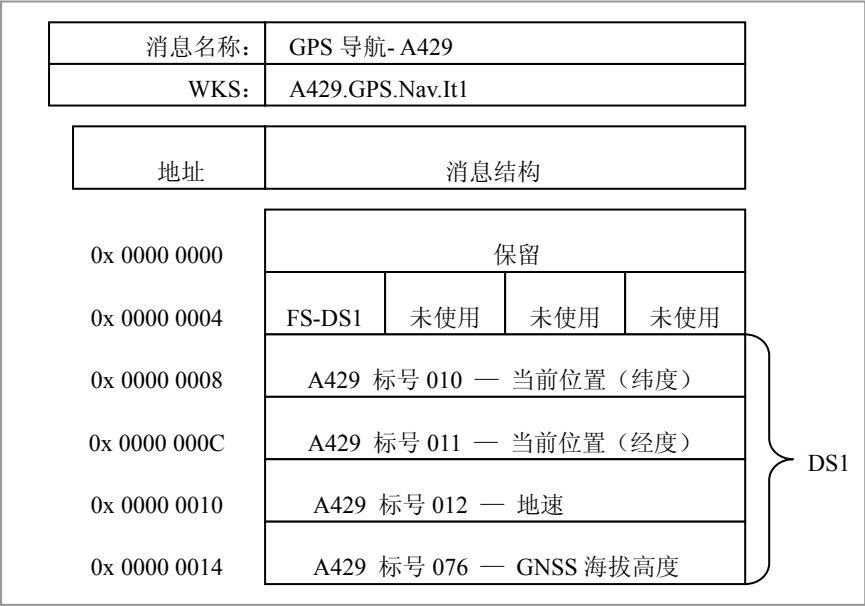 消息名称: GPS 导航- A429
WKS: A429.GPS.Nav.It1
地址 消息结构
0x 0000 0000 保留
0x 0000 0004 FS-DS1 未使用 未使用 未使用
0x 0000 0008 A429 标号 010 — 当前位置（纬度）
0x 0000 000C A429 标号 011 — 当前位置（经度）
DS1
0x 0000 0010 A429 标号 012 — 地速
0x 0000 0014 A429 标号 076 — GNSS 海拔高度